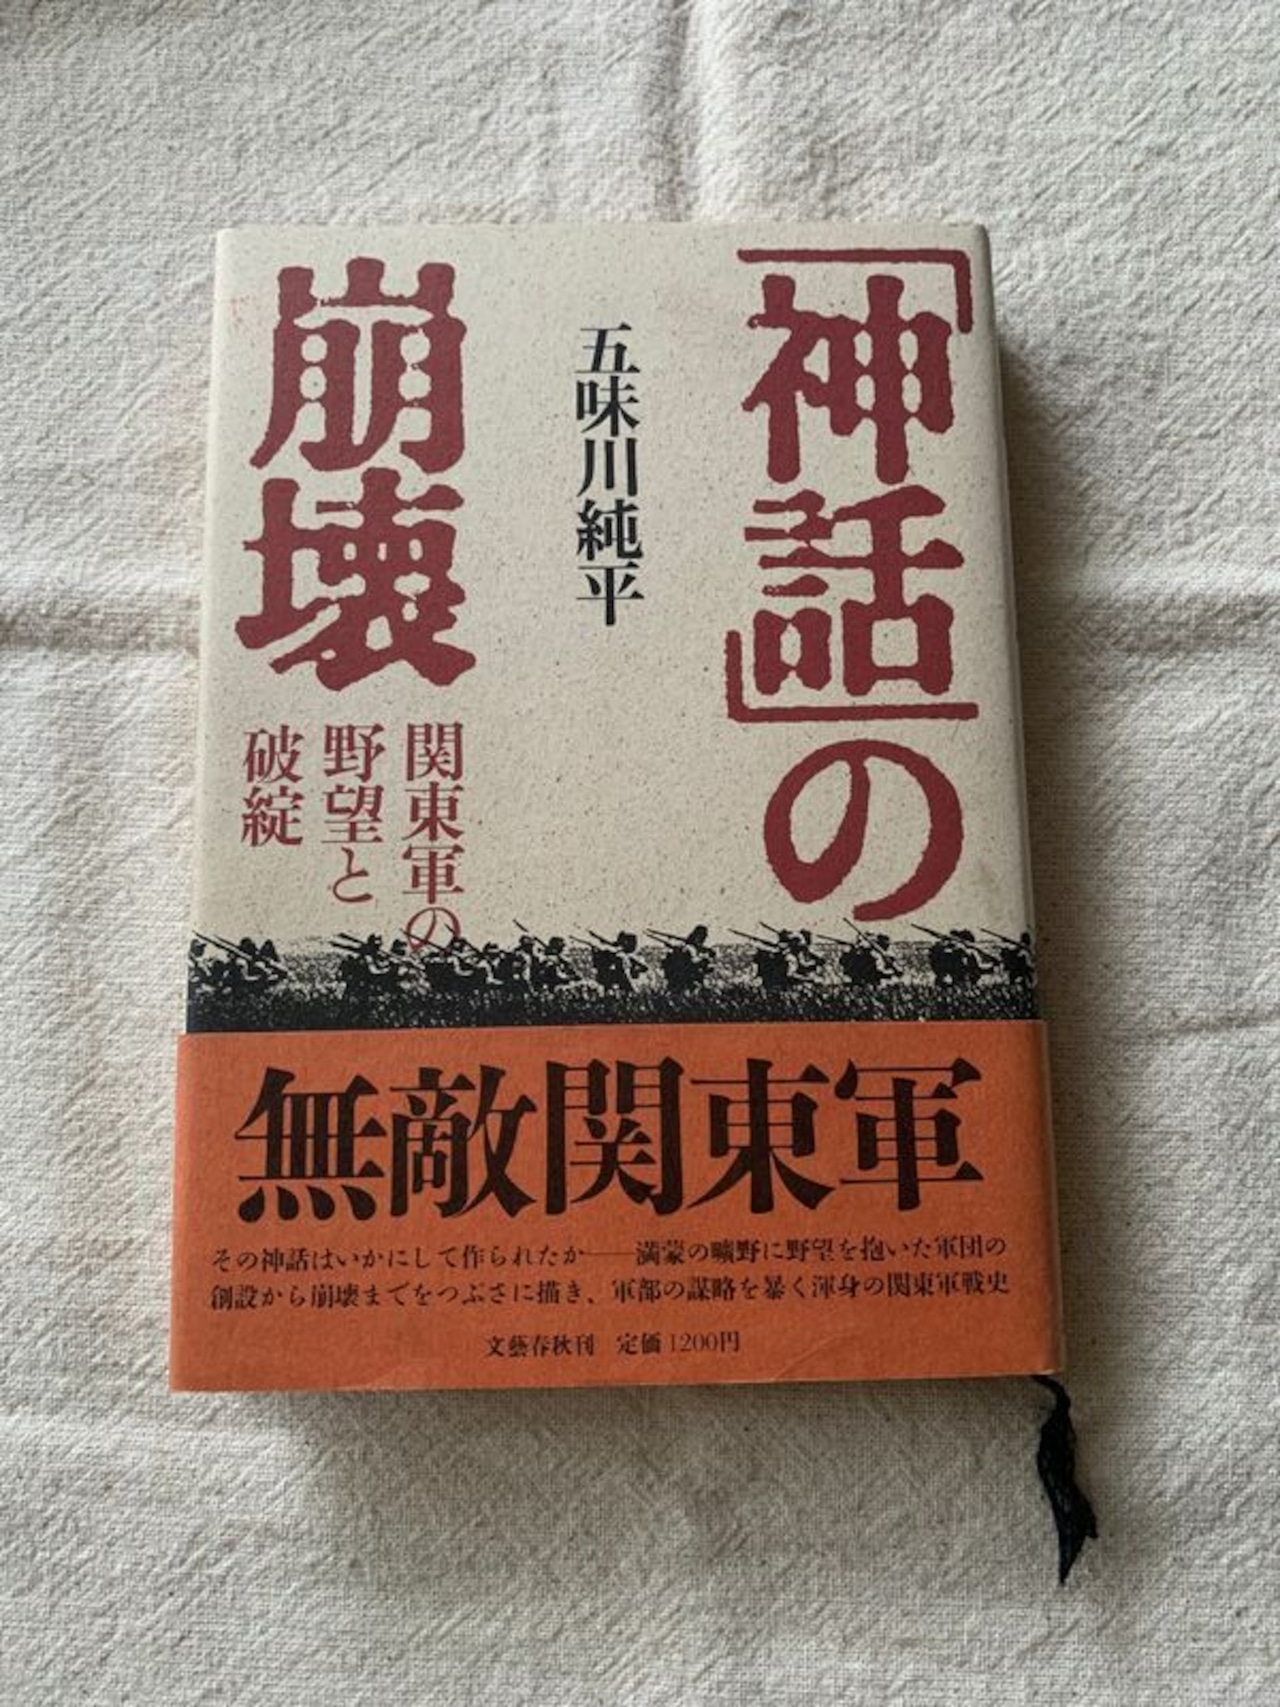 「神話」の
崩壊
五味川純平
関東軍の
野望と
破綻
無敵関東軍
その神話はいかにして作られたか——満蒙の曠野に野望を抱いた軍団の
創設から崩壊までをつぶさに描き、軍部の謀略を暴く渾身の関東軍戦史
文藝春秋刊 定価1200円